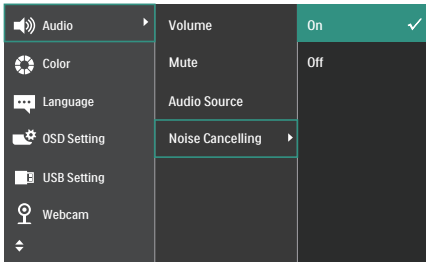 Audio
Color
Language
OSD Setting
USB Setting
Webcam
Volume
Mute
Audio Source
Noise Cancelling
On
Off